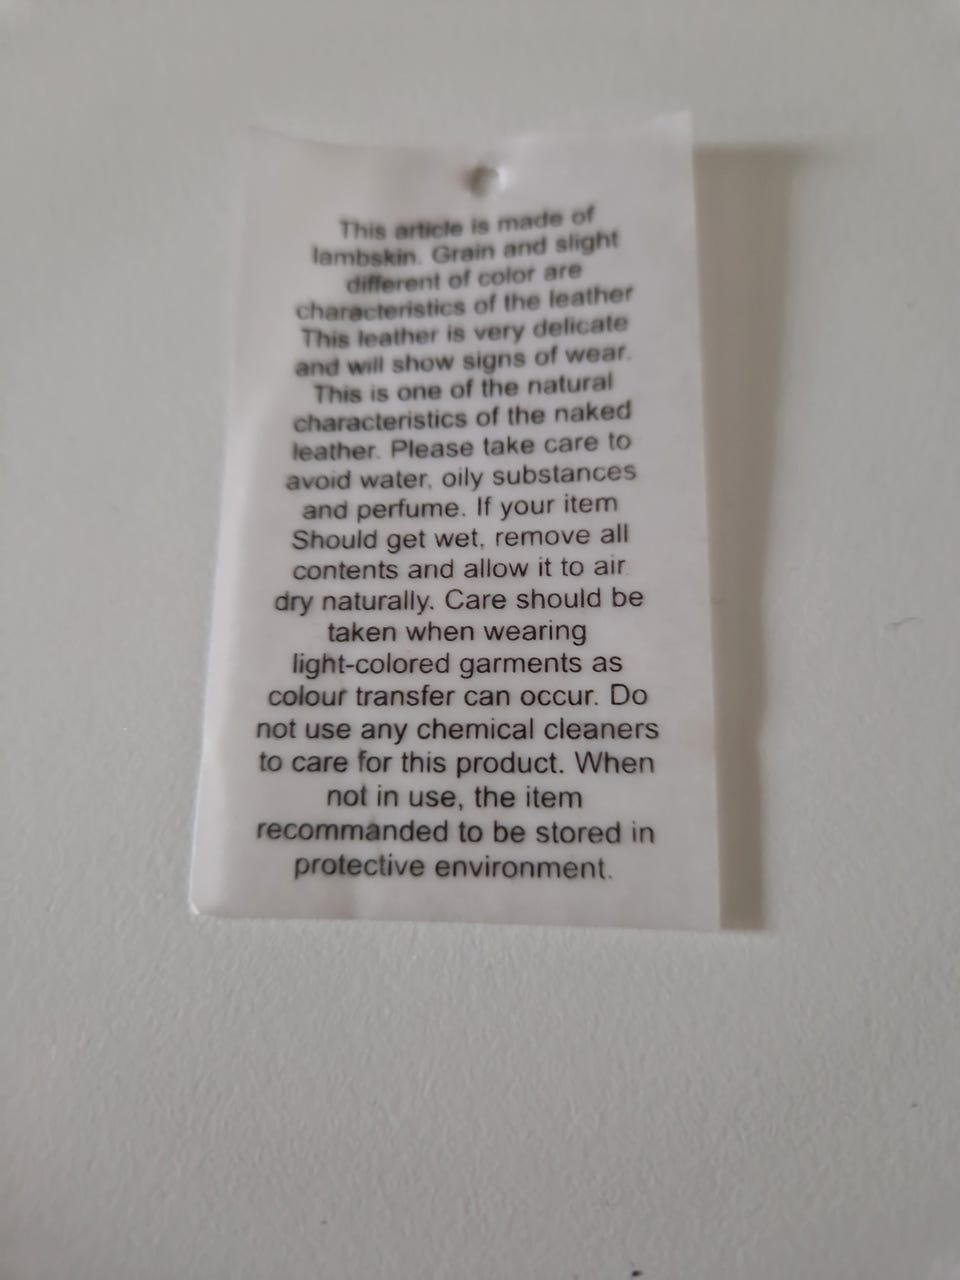 This article is made of
lambskin. Grain and slight
different of color are
characteristics of the leather
This leather is very delicate
and will show signs of wear.
This is one of the natural
characteristics of the naked
leather. Please take care to
avoid water, oily substances
and perfume. If your item
Should get wet, remove all
contents and allow it to air
dry naturally. Care should be
taken when wearing
light-colored garments as
colour transfer can occur. Do
not use any chemical cleaners
to care for this product. When
not in use, the item
recommanded to be stored in
protective environment.